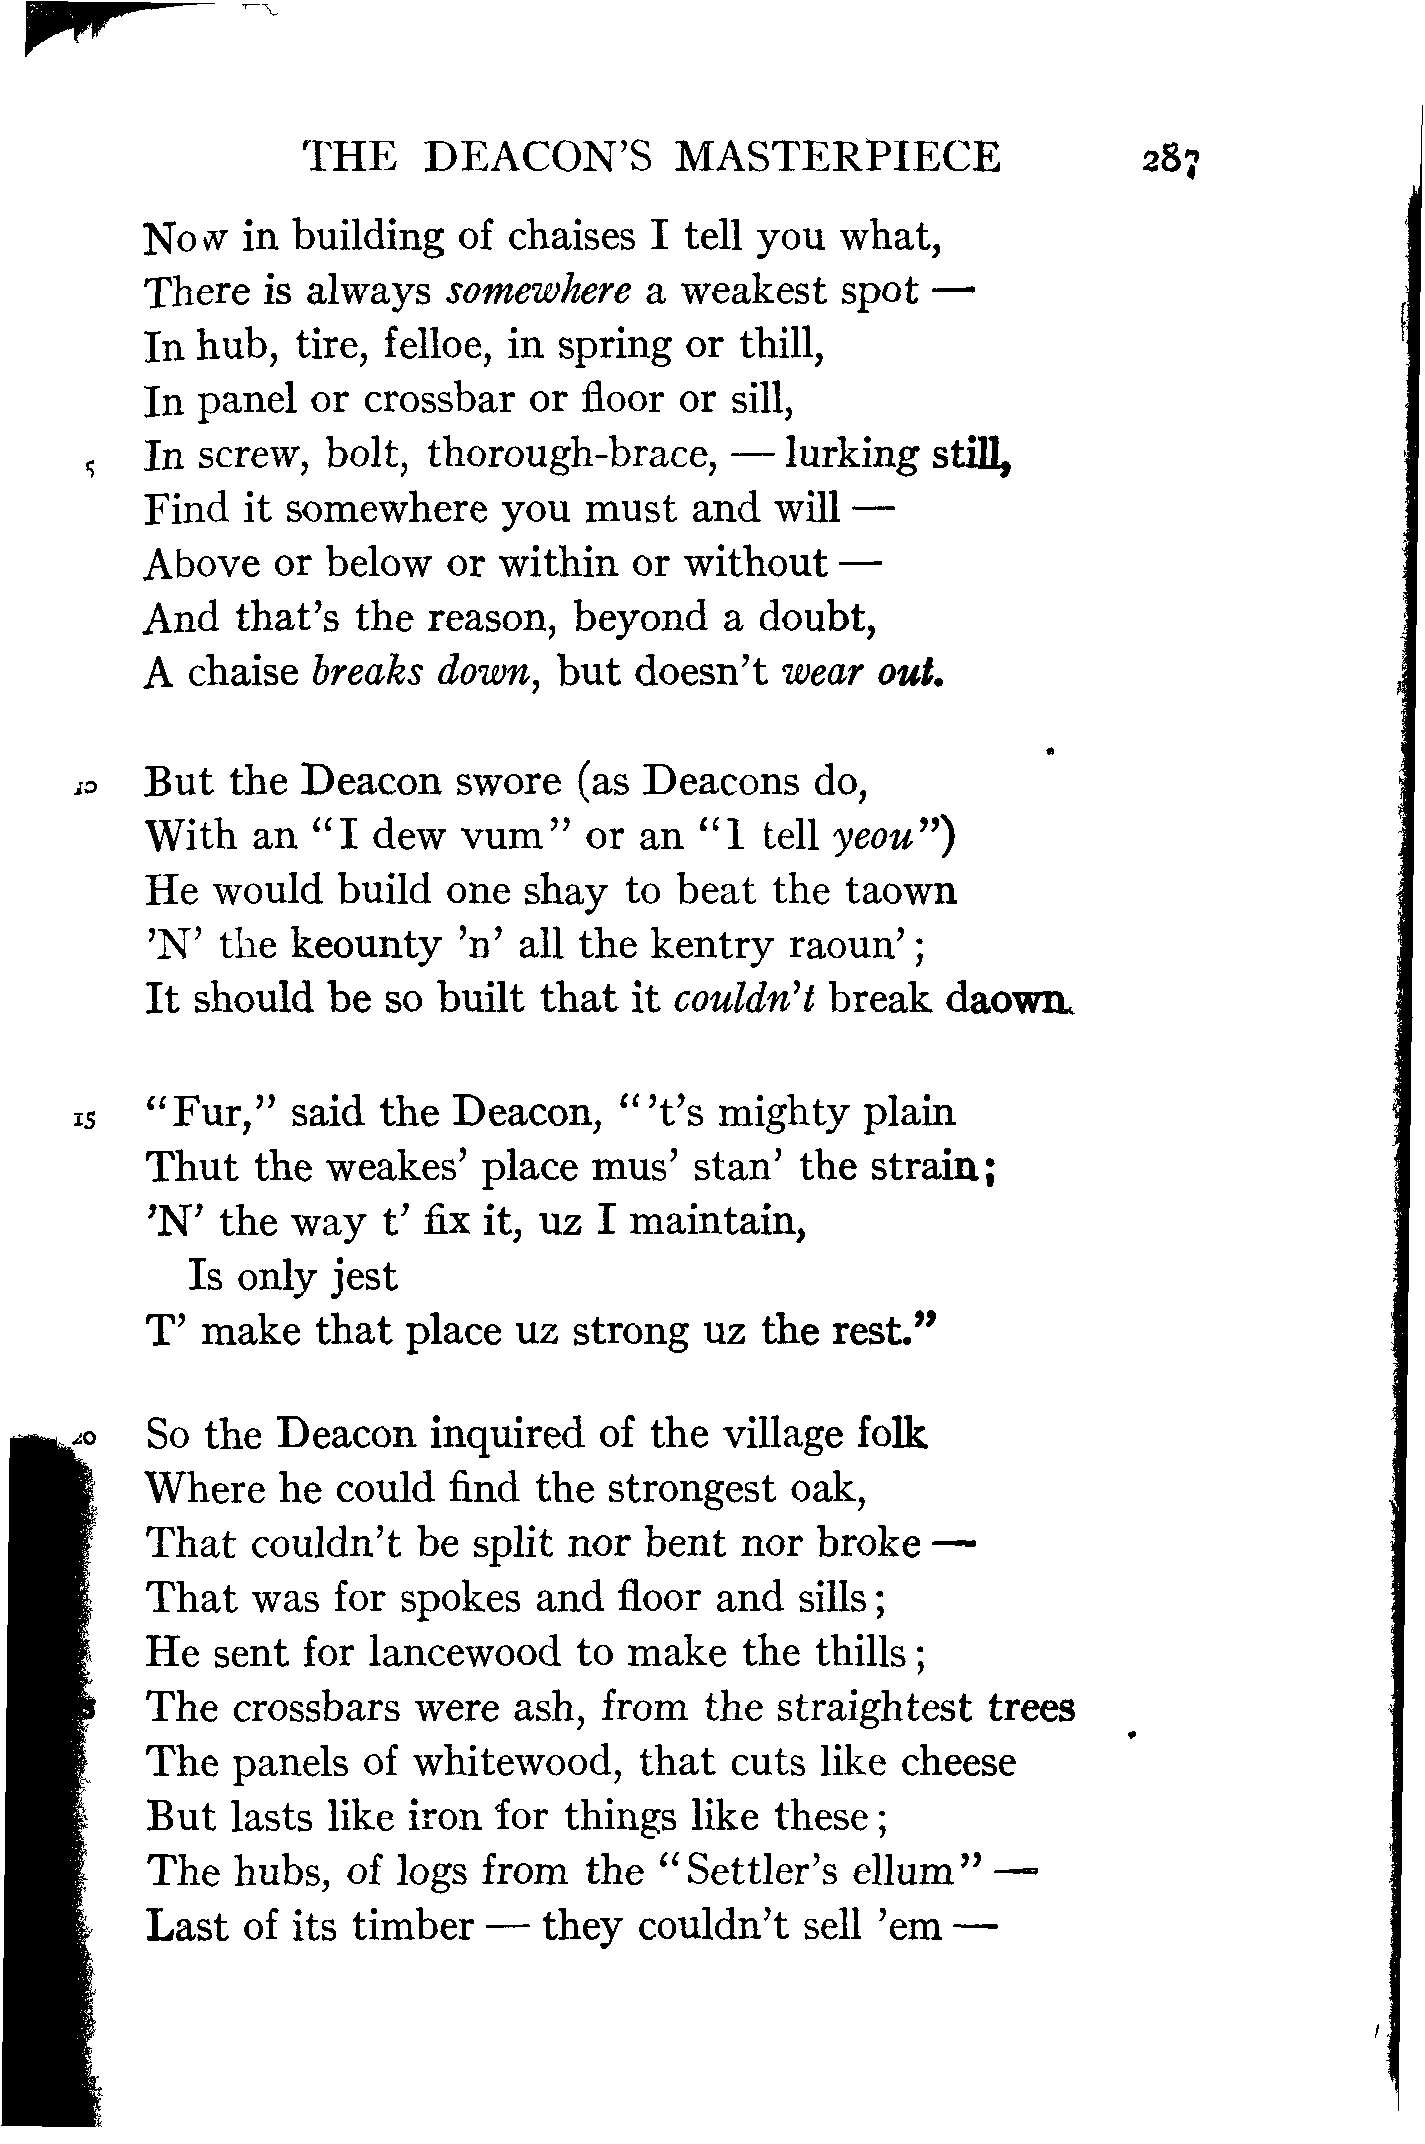 THE DEACON'S MASTERPIECE 287
Now in building of chaises I tell you what,
There is always somewhere a weakest spot —
In hub, tire, felloe, in spring or thill,
In panel or crossbar or floor or sill,
5 In screw, bolt, thorough-brace, — lurking still,
Find it somewhere you must and will —
Above or below or within or without —
And that's the reason, beyond a doubt,
A chaise breaks down, but doesn't wear out.
10 But the Deacon swore (as Deacons do,
With an "I dew vum" or an "I tell yeou")
He would build one shay to beat the taown
'N' the keounty 'n' all the kentry raoun';
It should be so built that it couldn't break daown.
15 "Fur," said the Deacon, "'t's mighty plain
Thut the weakes' place mus' stan' the strain;
'N' the way t' fix it, uz I maintain,
Is only jest
T' make that place uz strong uz the rest."
20 So the Deacon inquired of the village folk
Where he could find the strongest oak,
That couldn't be split nor bent nor broke —
That was for spokes and floor and sills;
He sent for lancewood to make the thills;
5 The crossbars were ash, from the straightest trees
The panels of whitewood, that cuts like cheese
But lasts like iron for things like these;
The hubs, of logs from the "Settler's ellum" —
Last of its timber — they couldn't sell 'em —